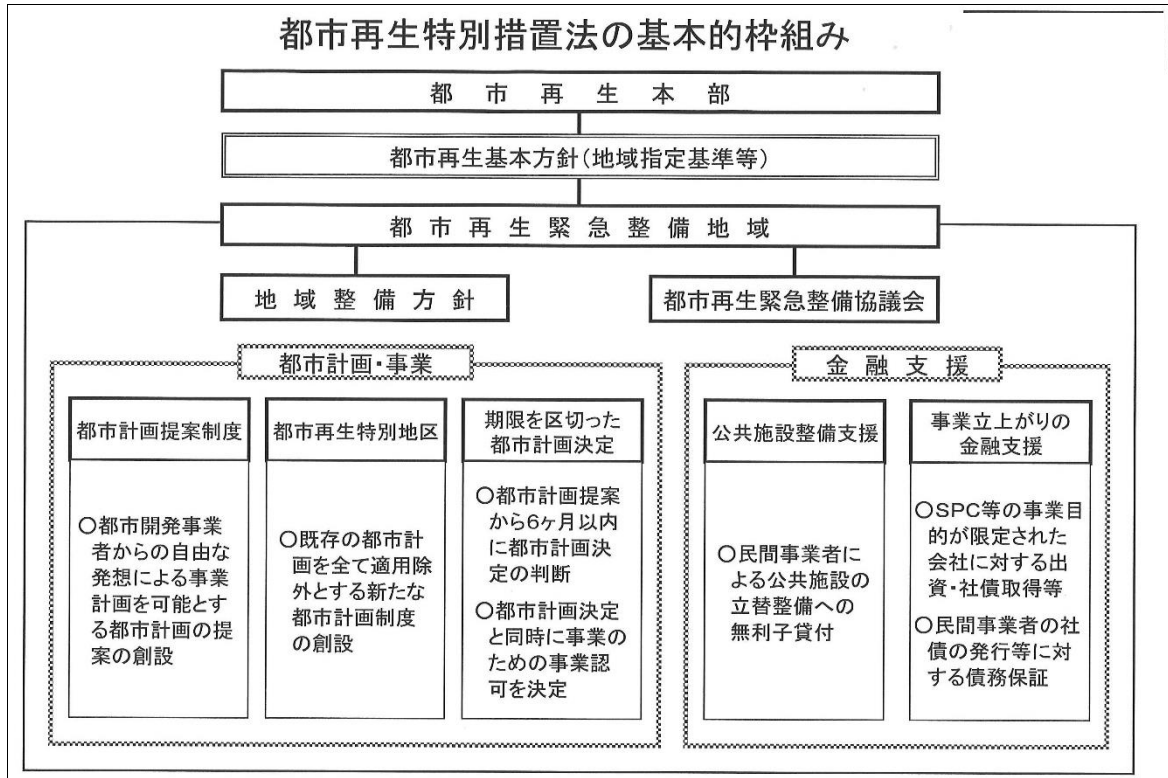 都市再生特別措置法の基本的枠組み
都市再生本部
都市再生基本方針(地域指定基準等)
都市再生緊急整備地域
地域整備方針
都市再生緊急整備協議会
都市計画・事業
都市計画提案制度
○都市開発事業
者からの自由な
発想による事業
計画を可能とす
る都市計画の提
案の創設
都市再生特別地区
○既存の都市計
画を全て適用除
外とする新たな
都市計画制度
の創設
期限を区切った
都市計画決定
○都市計画提案
から6ヶ月以内
に都市計画決
定の判断
○都市計画決定
と同時に事業の
ための事業認
可を決定
金融支援
公共施設整備支援
○民間事業者に
よる公共施設の
立替整備への
無利子貸付
事業立上がりの
金融支援
○SPC等の事業目
的が限定された
会社に対する出
資・社債取得等
○民間事業者の社
債の発行等に対
する債務保証